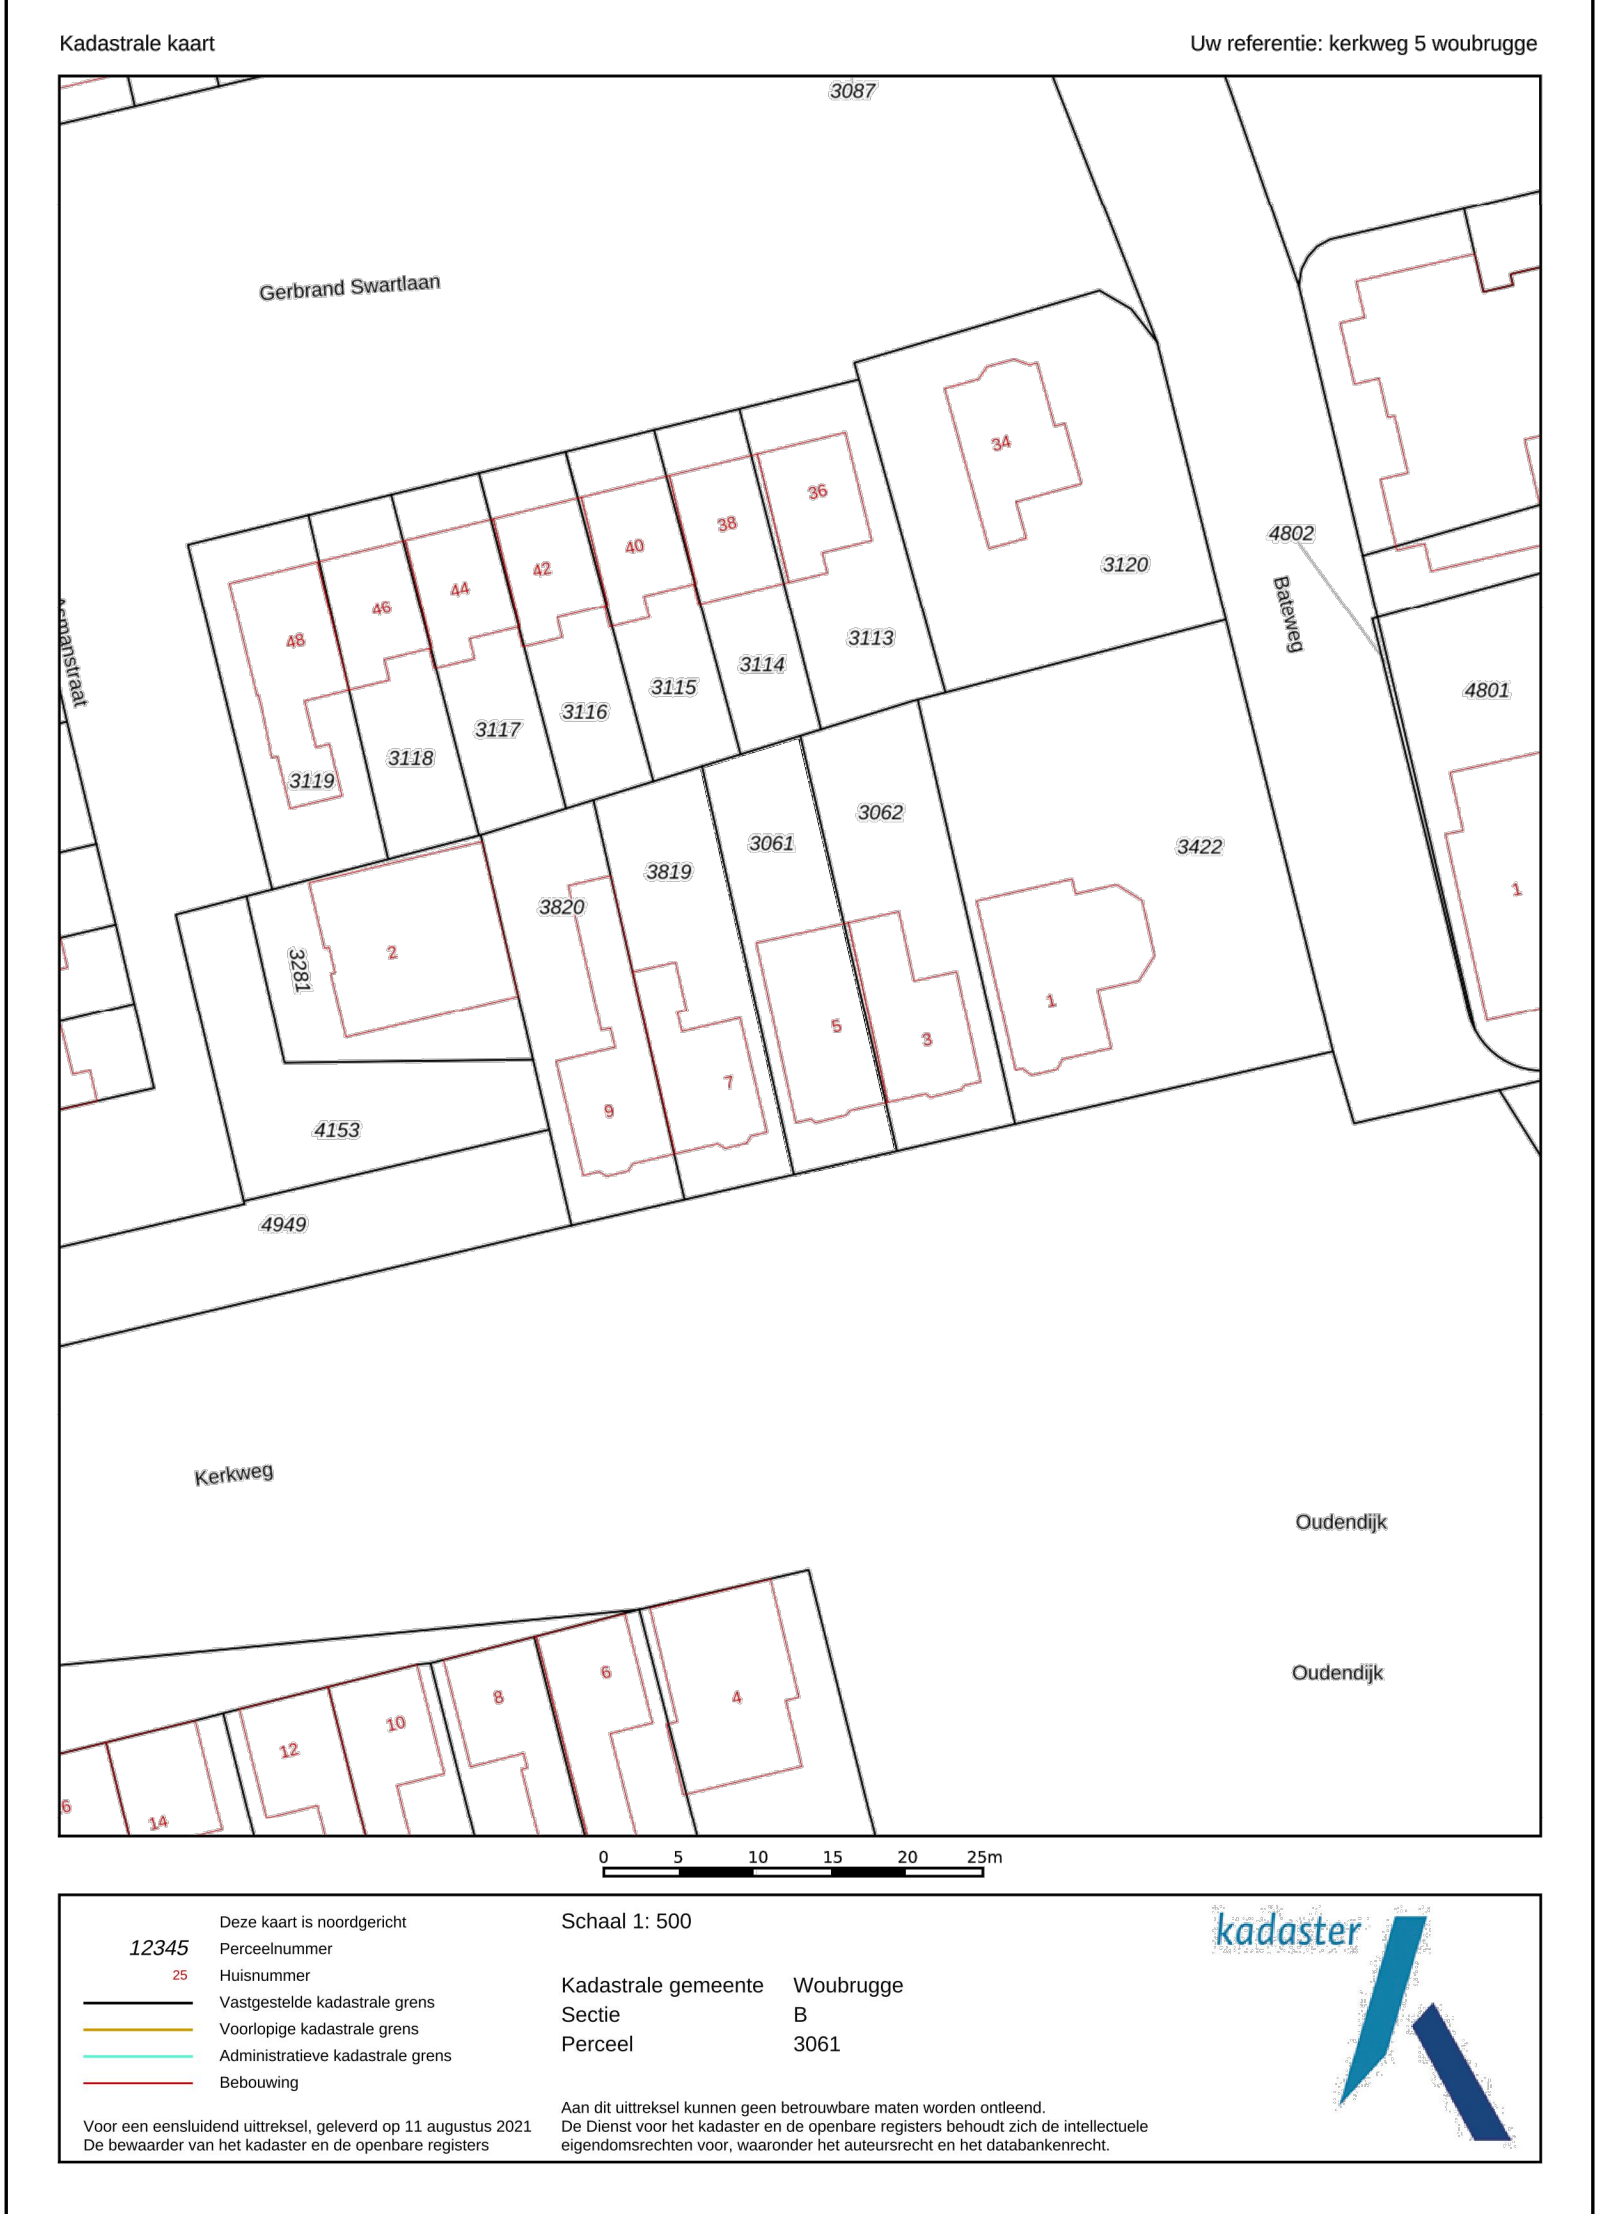 Kadastrale kaart
Uw referentie: kerkweg 5 woubrugge
3087
Gerbrand Swartlaan
34
36
38
40
42
44
46
48
4802
Bateweg
3120
3113
3114
3115
3116
3117
3118
3119
4801
3062
3061
3422
3819
3820
1
2
3281
5
3
1
7
9
4153
4949
Kerkweg
Oudendijk
Oudendijk
4
6
8
10
12
14
0 5 10 15 20 25m
Deze kaart is noordgericht
12345 Perceelnummer
25 Huisnummer
Vastgestelde kadastrale grens
Voorlopige kadastrale grens
Administratieve kadastrale grens
Bebouwing
Voor een eensluidend uittreksel, geleverd op 11 augustus 2021
De bewaarder van het kadaster en de openbare registers
Schaal 1: 500
Kadastrale gemeente Woubrugge
Sectie B
Perceel 3061
Aan dit uittreksel kunnen geen betrouwbare maten worden ontleend.
De Dienst voor het kadaster en de openbare registers behoudt zich de intellectuele
eigendomsrechten voor, waaronder het auteursrecht en het databankenrecht.
kadaster